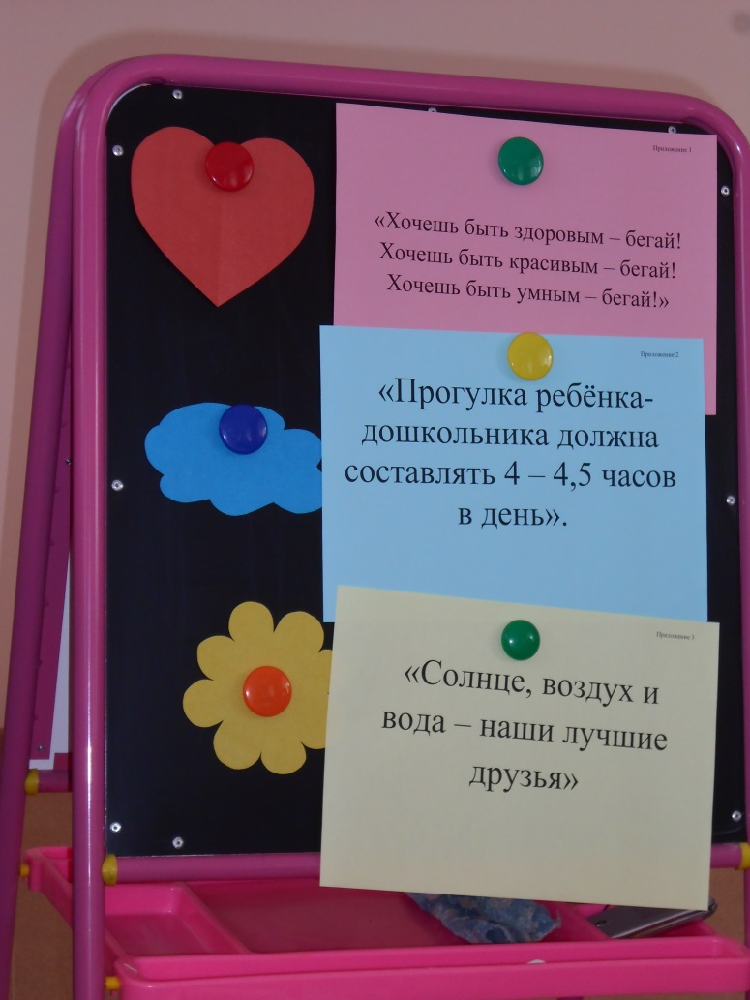 Приложение 1
«Хочешь быть здоровым – бегай!
Хочешь быть красивым – бегай!
Хочешь быть умным – бегай!»
Приложение 2
«Прогулка ребёнка-
дошкольника должна
составлять 4 – 4,5 часов
в день».
Приложение 3
«Солнце, воздух и
вода – наши лучшие
друзья»